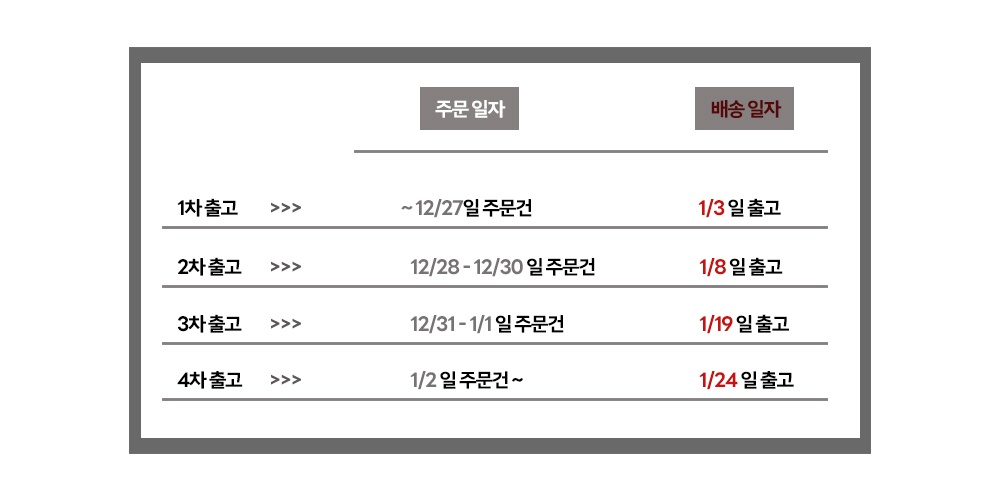 주문 일자 배송 일자
1차 출고 >>> ~ 12/27일 주문건 1/3 일 출고
2차 출고 >>> 12/28 - 12/30 일 주문건 1/8 일 출고
3차 출고 >>> 12/31 - 1/1 일 주문건 1/19 일 출고
4차 출고 >>> 1/2 일 주문건 ~ 1/24 일 출고